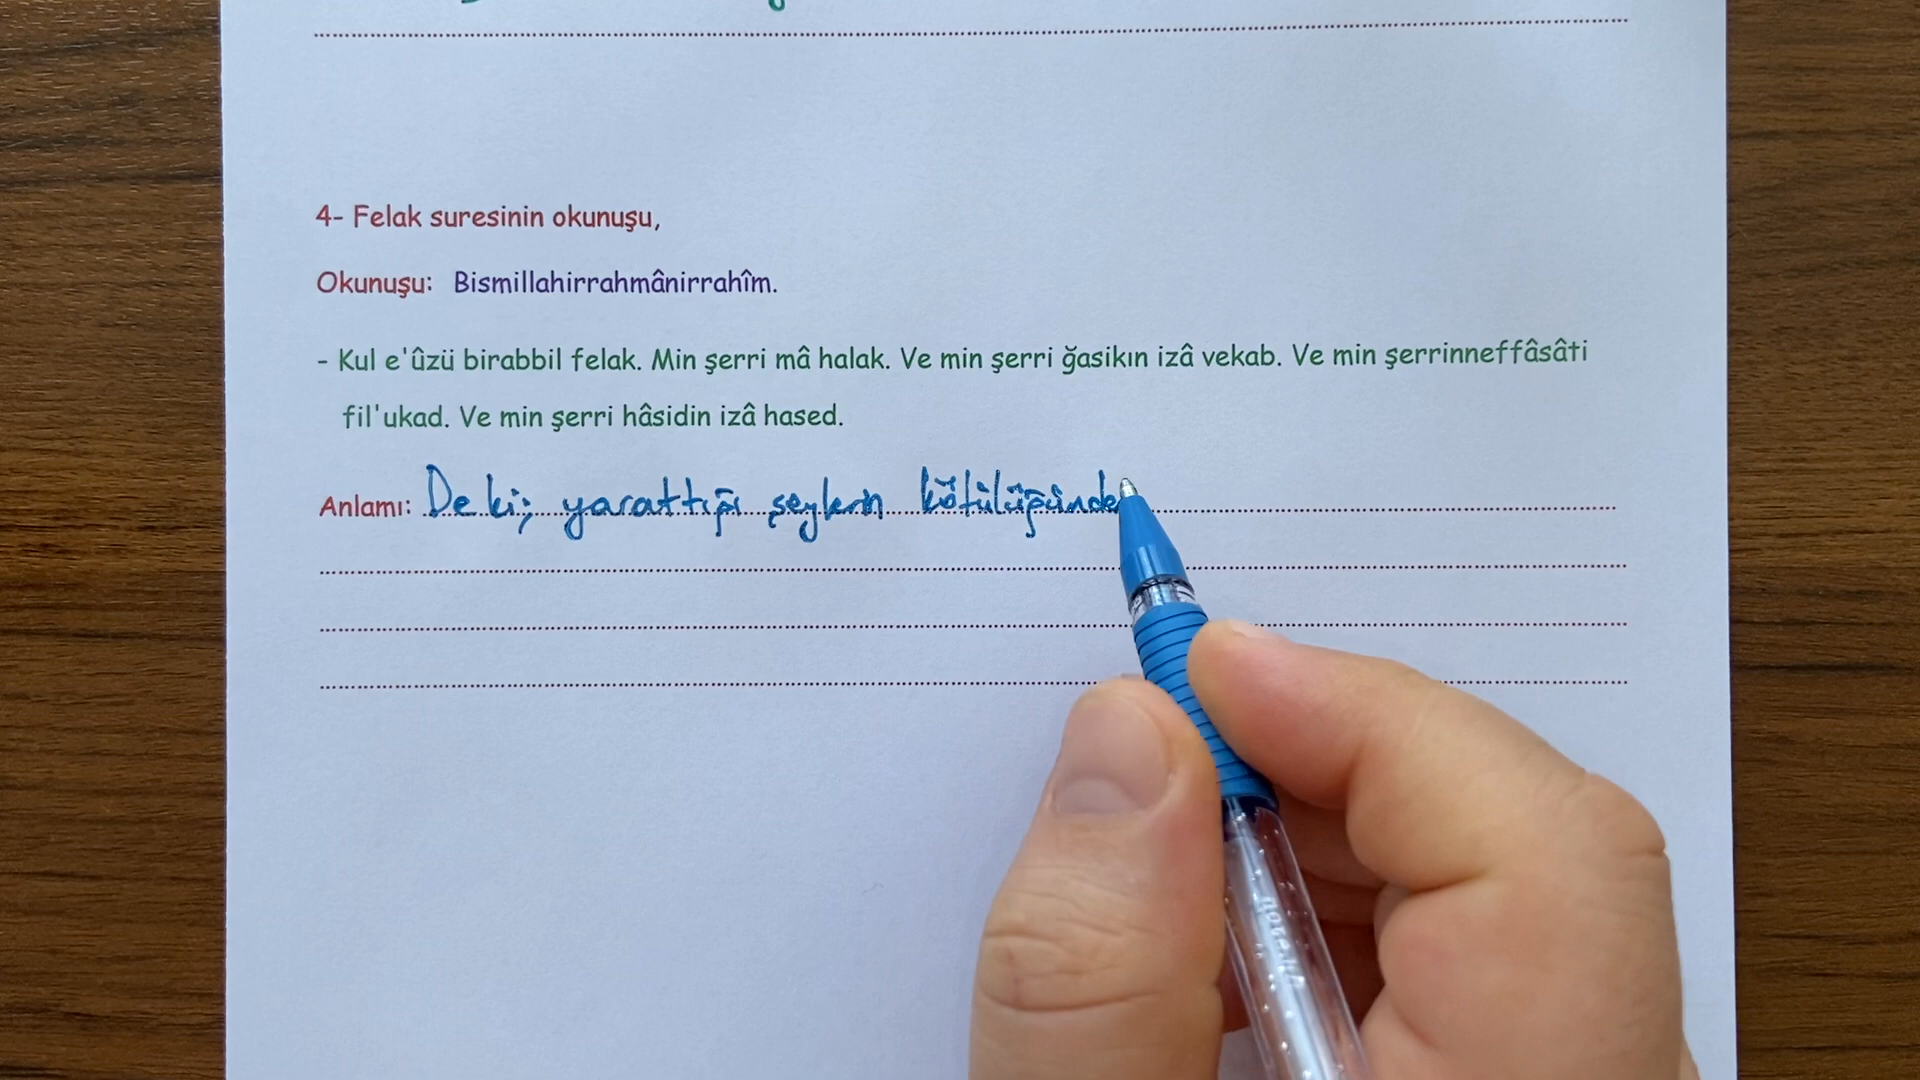 4- Felak suresinin okunuşu,
Okunuşu: Bismillahirrahmânirrahîm.
- Kul e'ûzü birabbil felak. Min şerri mâ halak. Ve min şerri ğasikın izâ vekab. Ve min şerrinneffâsâti
fil'ukad. Ve min şerri hâsidin izâ hased.
Anlamı: De ki; yarattığı şeylerin kötülüğünde